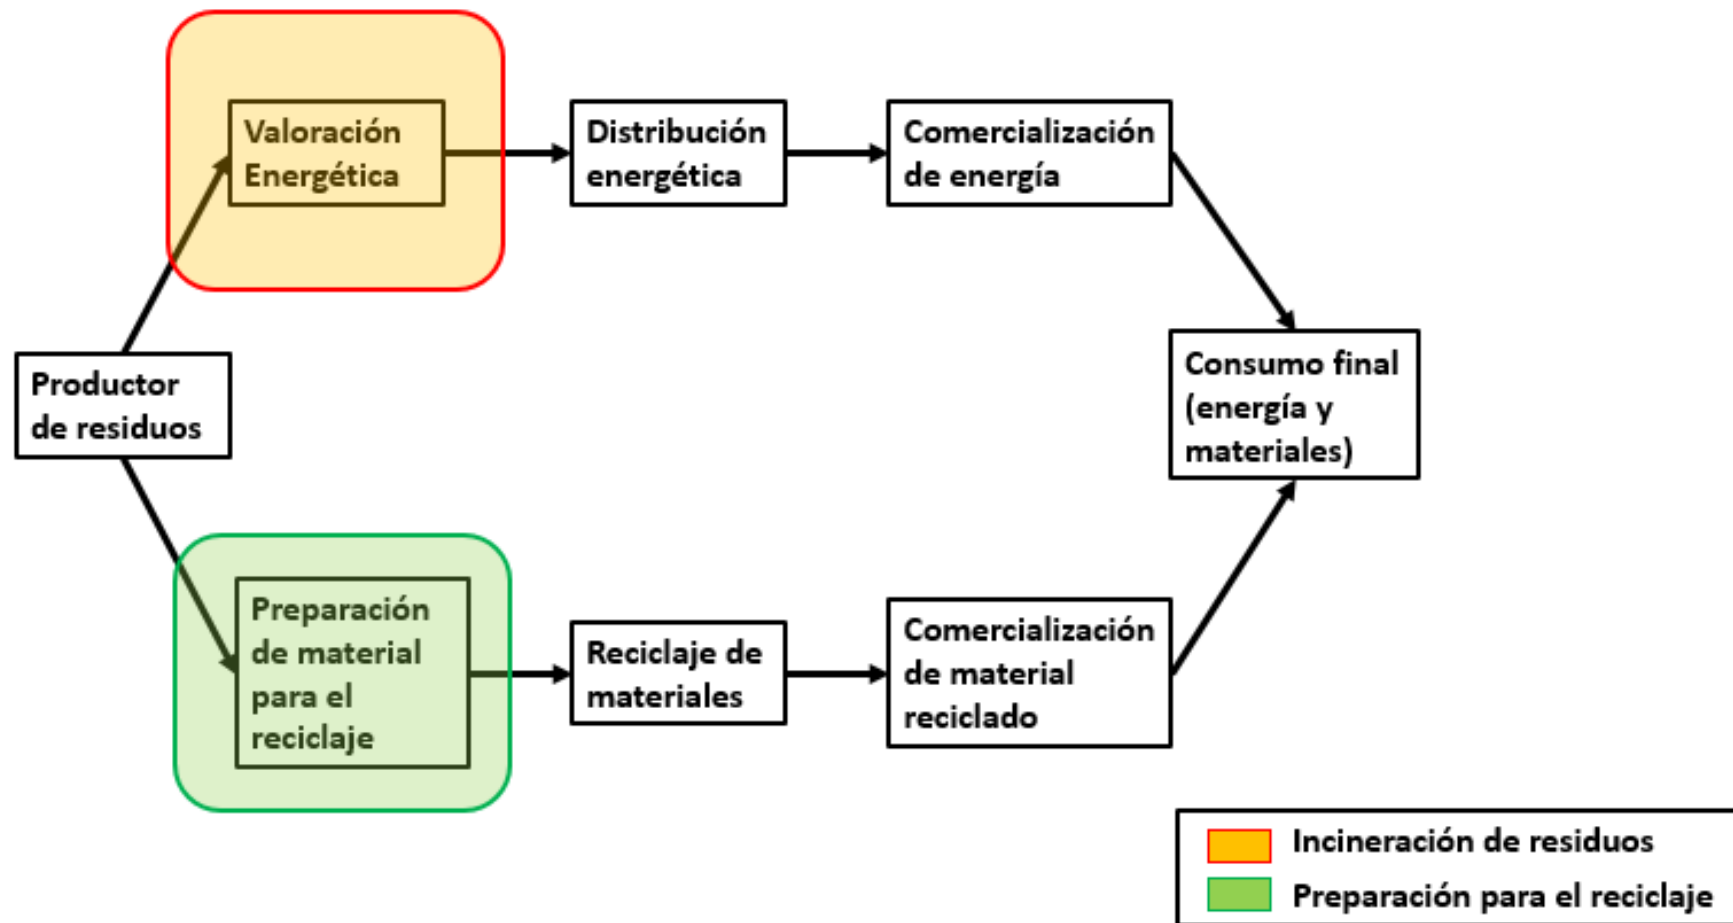 Valoración
Energética
Distribución
energética
Comercialización
de energía
Productor
de residuos
Consumo final
(energía y
materiales)
Preparación
de material
para el
reciclaje
Reciclaje de
materiales
Comercialización
de material
reciclado
Incineración de residuos
Preparación para el reciclaje